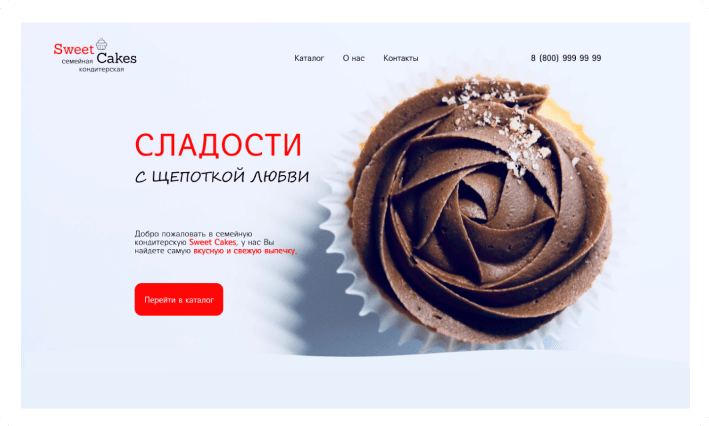 Sweet Cakes
семейная
кондитерская
Каталог
О нас
Контакты
8 (800) 999 99 99
СЛАДОСТИ
С ЩЕПОТКОЙ ЛЮБВИ
Добро пожаловать в семейную
кондитерскую Sweet Cakes, у нас Вы
найдете самую вкусную и свежую выпечку.
Перейти в каталог